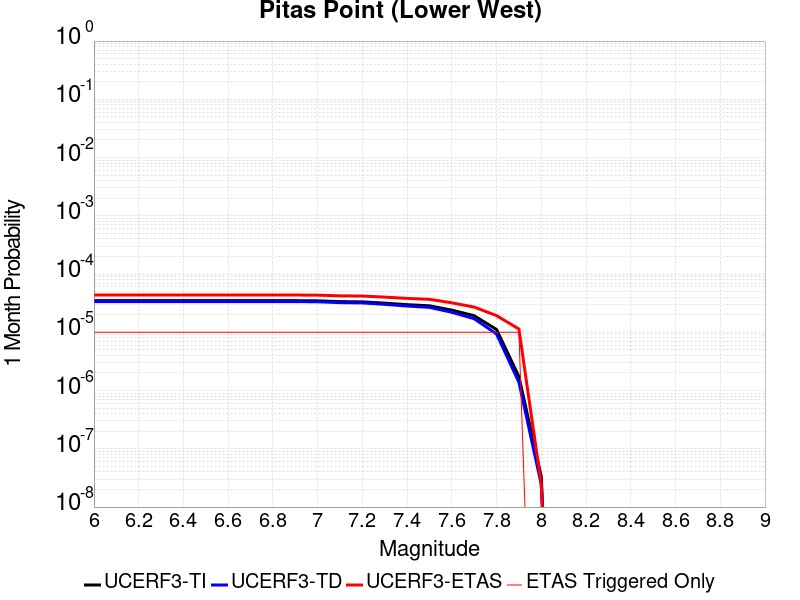 Pitas Point (Lower West)
10^0
10^-1
10^-2
10^-3
10^-4
10^-5
10^-6
10^-7
10^-8
1 Month Probability
6 6.2 6.4 6.6 6.8 7 7.2 7.4 7.6 7.8 8 8.2 8.4 8.6 8.8 9
Magnitude
UCERF3-TI UCERF3-TD UCERF3-ETAS ETAS Triggered Only